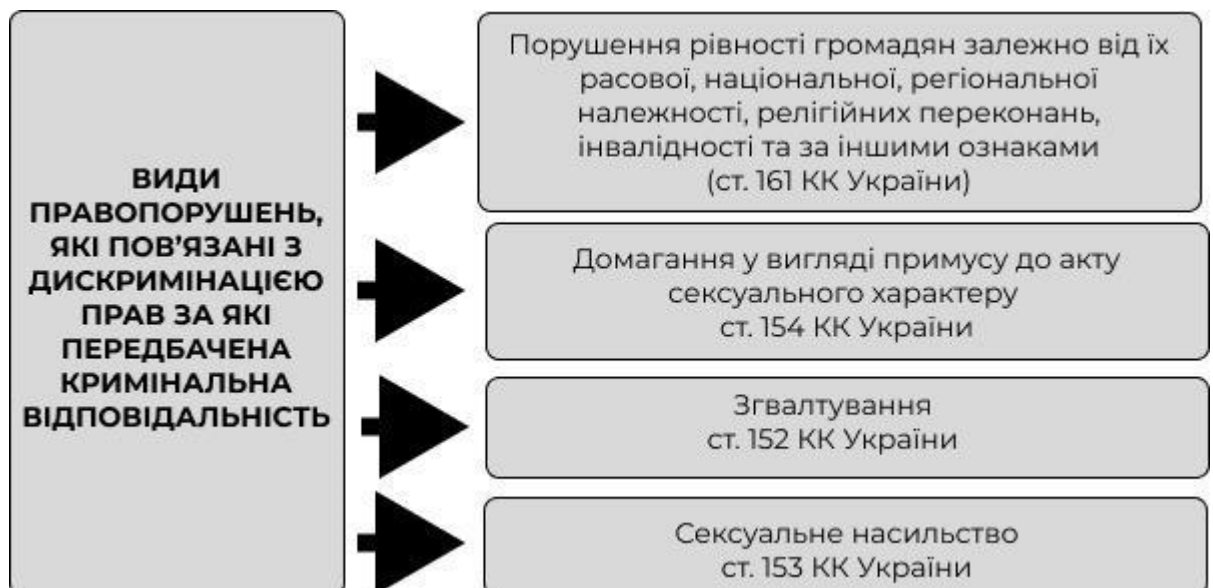 ВИДИ
ПРАВОПОРУШЕНЬ,
ЯКІ ПОВ’ЯЗАНІ З
ДИСКРИМІНАЦІЄЮ
ПРАВ ЗА ЯКІ
ПЕРЕДБАЧЕНА
КРИМІНАЛЬНА
ВІДПОВІДАЛЬНІСТЬ
Порушення рівності громадян залежно від їх
расової, національної, регіональної
належності, релігійних переконань,
інвалідності та за іншими ознаками
(ст. 161 КК України)
Домагання у вигляді примусу до акту
сексуального характеру
ст. 154 КК України
Згвалтування
ст. 152 КК України
Сексуальне насильство
ст. 153 КК України